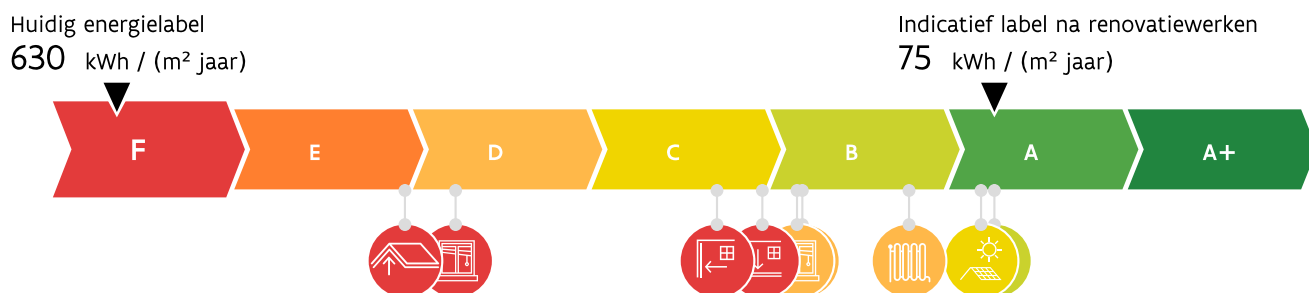 Huidig energielabel
630 kWh / (m² jaar)
Indicatief label na renovatiewerken
75 kWh / (m² jaar)
F E D C B A A+